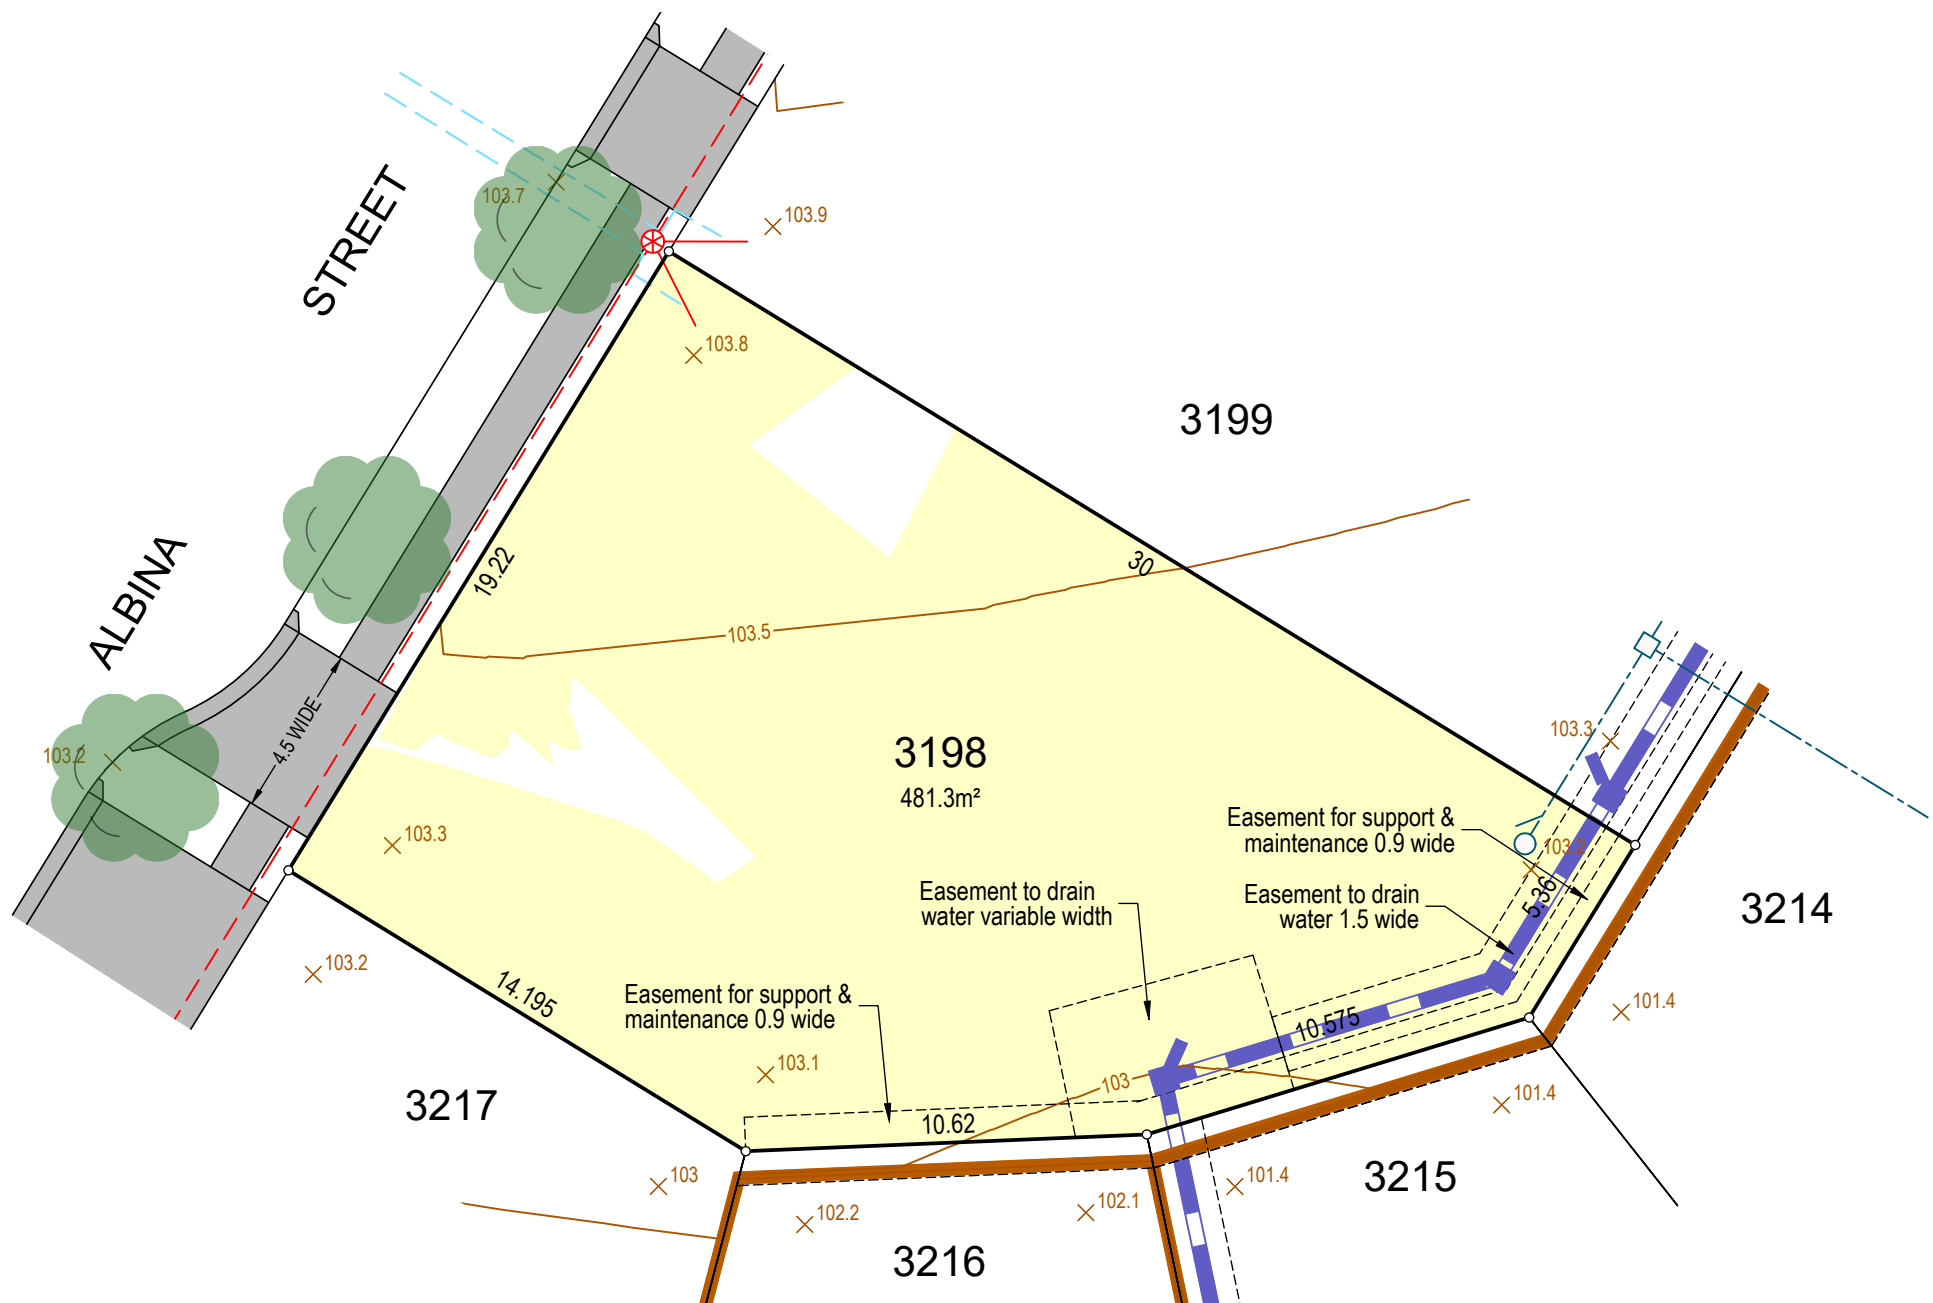 103.7
103.9
STREET
103.8
3199
19.22
30
ALBINA
103.5
4.5 WIDE
103.2
3198
481.3m²
103.3
103.3
Easement for support &
maintenance 0.9 wide
103.2
5.36
Easement to drain
water variable width
Easement to drain
water 1.5 wide
3214
103.2
14.195
Easement for support &
maintenance 0.9 wide
10.575
101.4
103.1
103
10.62
3217
101.4
103
101.4
3215
102.2
102.1
3216